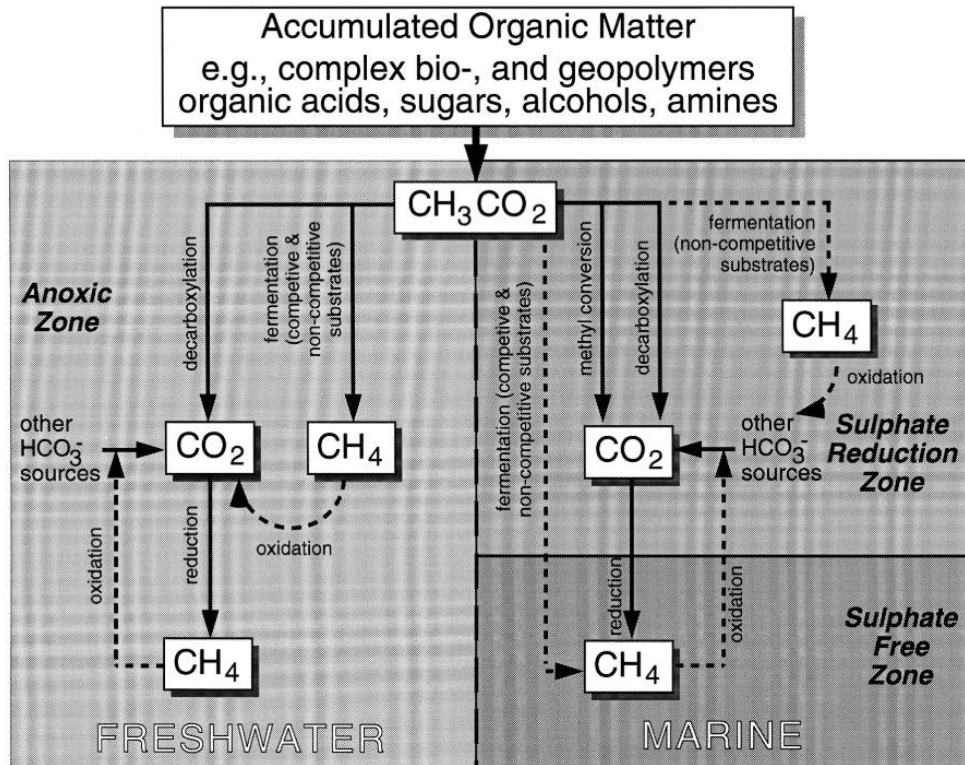 Accumulated Organic Matter
e.g., complex bio-, and geopolymers
organic acids, sugars, alcohols, amines
CH₃CO₂
decarboxylation
fermentation
(competive &
non-competitive
substrates)
Anoxic
Zone
other
HCO₃⁻
sources
CO₂
CH₄
oxidation
oxidation
reduction
CH₄
FRESHWATER
fermentation (competive &
non-competitive substrates)
methyl conversion
decarboxylation
fermentation
(non-competitive
substrates)
CH₄
oxidation
CO₂
other
HCO₃⁻
sources
Sulphate
Reduction
Zone
reduction
oxidation
CH₄
Sulphate
Free
Zone
MARINE